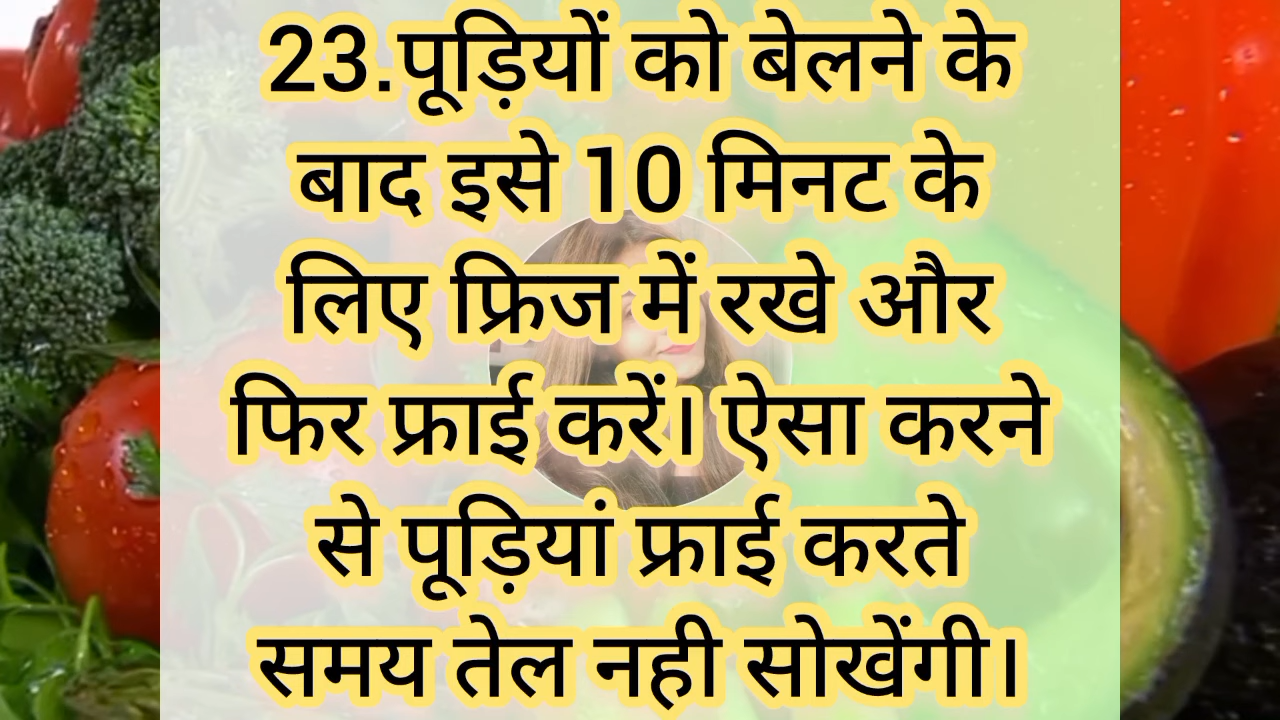 23.पूड़ियों को बेलने के
बाद इसे 10 मिनट के
लिए फ्रिज में रखे और
फिर फ्राई करें। ऐसा करने
से पूड़ियां फ्राई करते
समय तेल नही सोखेंगी।